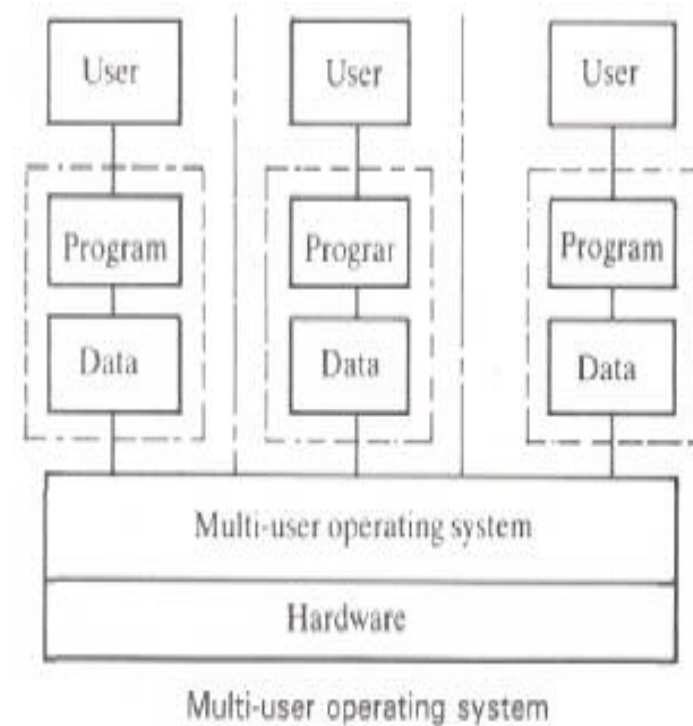 User User User
Program Prograr Program
Data Data Data
Multi-user operating system
Hardware
Multi-user operating system